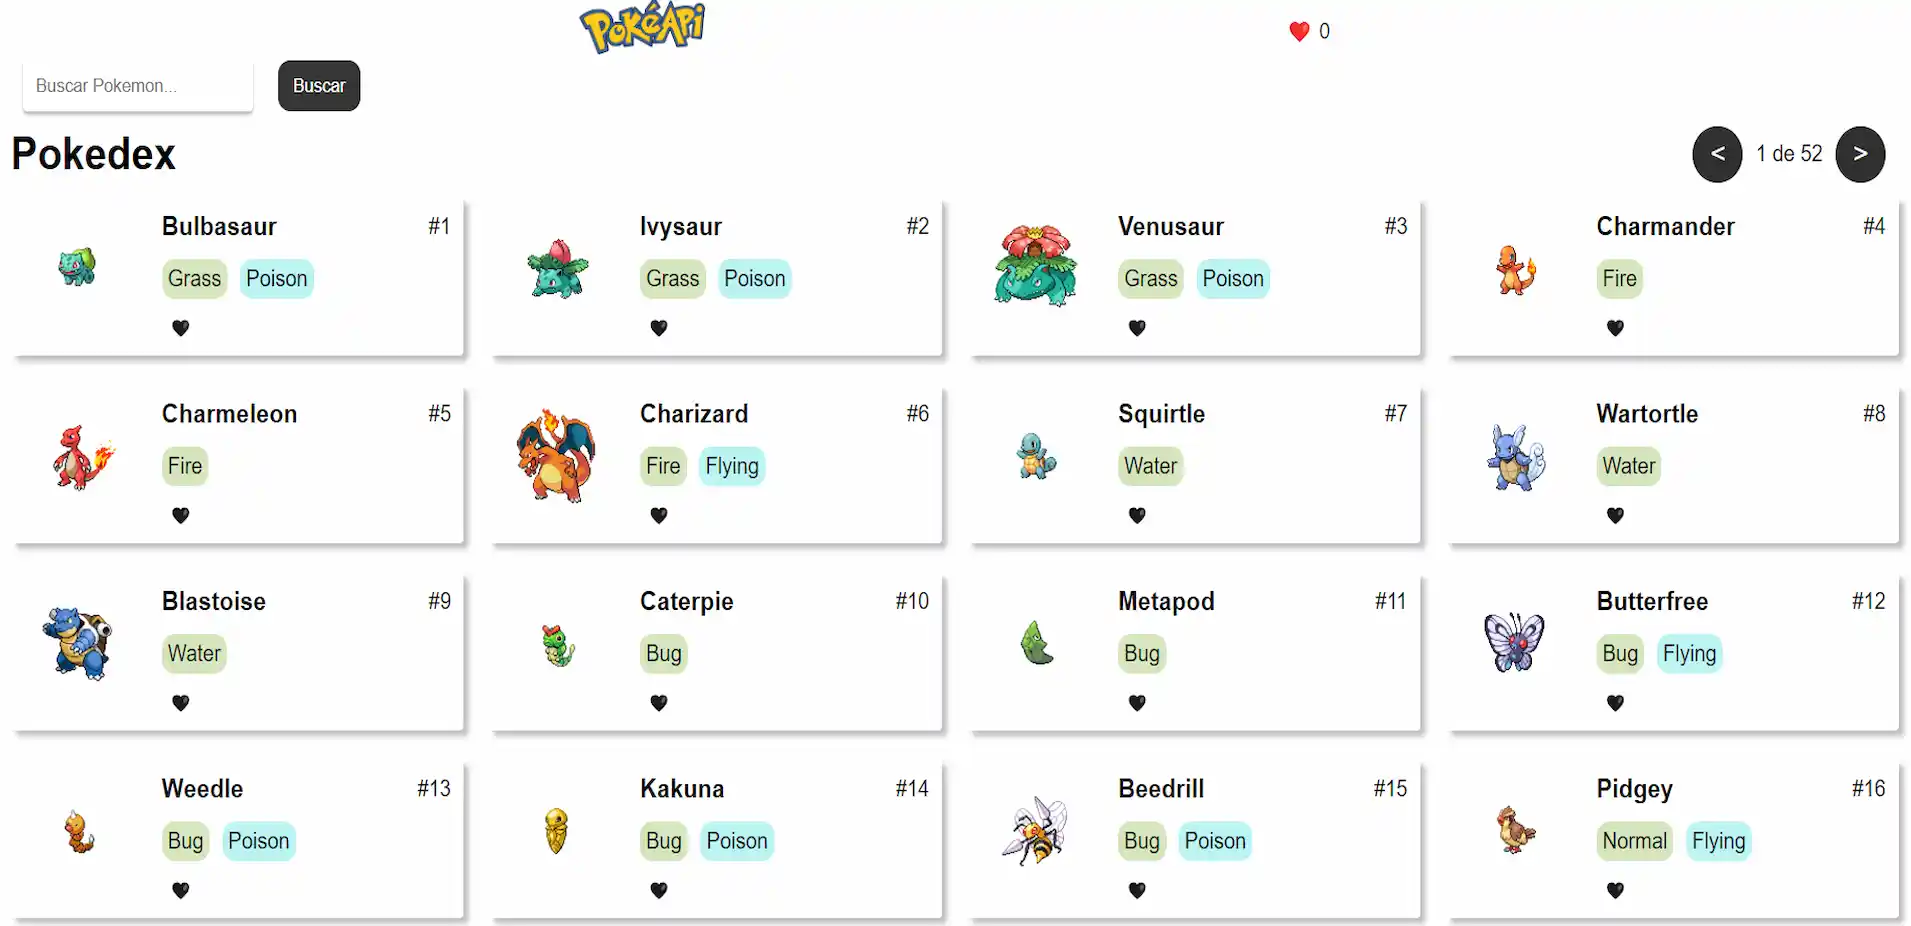 PokéApi
❤️ 0
Buscar Pokemon... Buscar
Pokedex
< 1 de 52 >
Bulbasaur #1
Grass Poison
Ivysaur #2
Grass Poison
Venusaur #3
Grass Poison
Charmander #4
Fire
Charmeleon #5
Fire
Charizard #6
Fire Flying
Squirtle #7
Water
Wartortle #8
Water
Blastoise #9
Water
Caterpie #10
Bug
Metapod #11
Bug
Butterfree #12
Bug Flying
Weedle #13
Bug Poison
Kakuna #14
Bug Poison
Beedrill #15
Bug Poison
Pidgey #16
Normal Flying